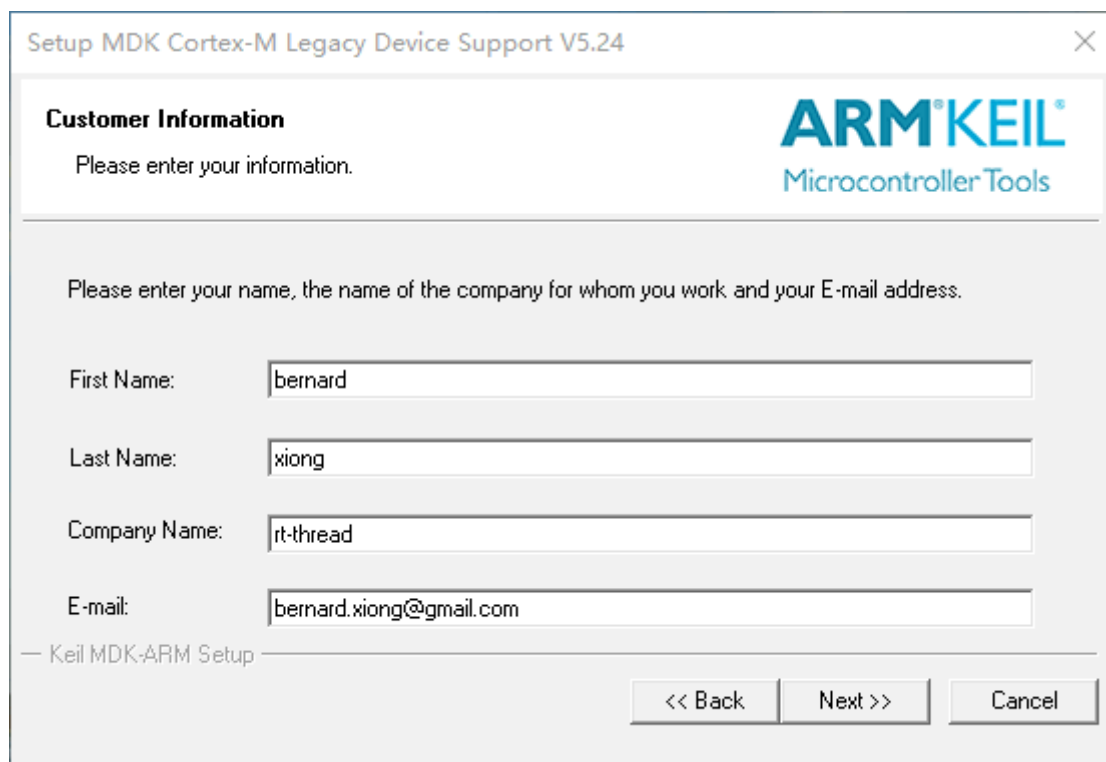 Setup MDK Cortex-M Legacy Device Support V5.24
Customer Information
Please enter your information.
ARM®KEIL®
Microcontroller Tools
Please enter your name, the name of the company for whom you work and your E-mail address.
First Name: bernard
Last Name: xiong
Company Name: rt-thread
E-mail: bernard.xiong@gmail.com
Keil MDK-ARM Setup
<< Back Next >> Cancel